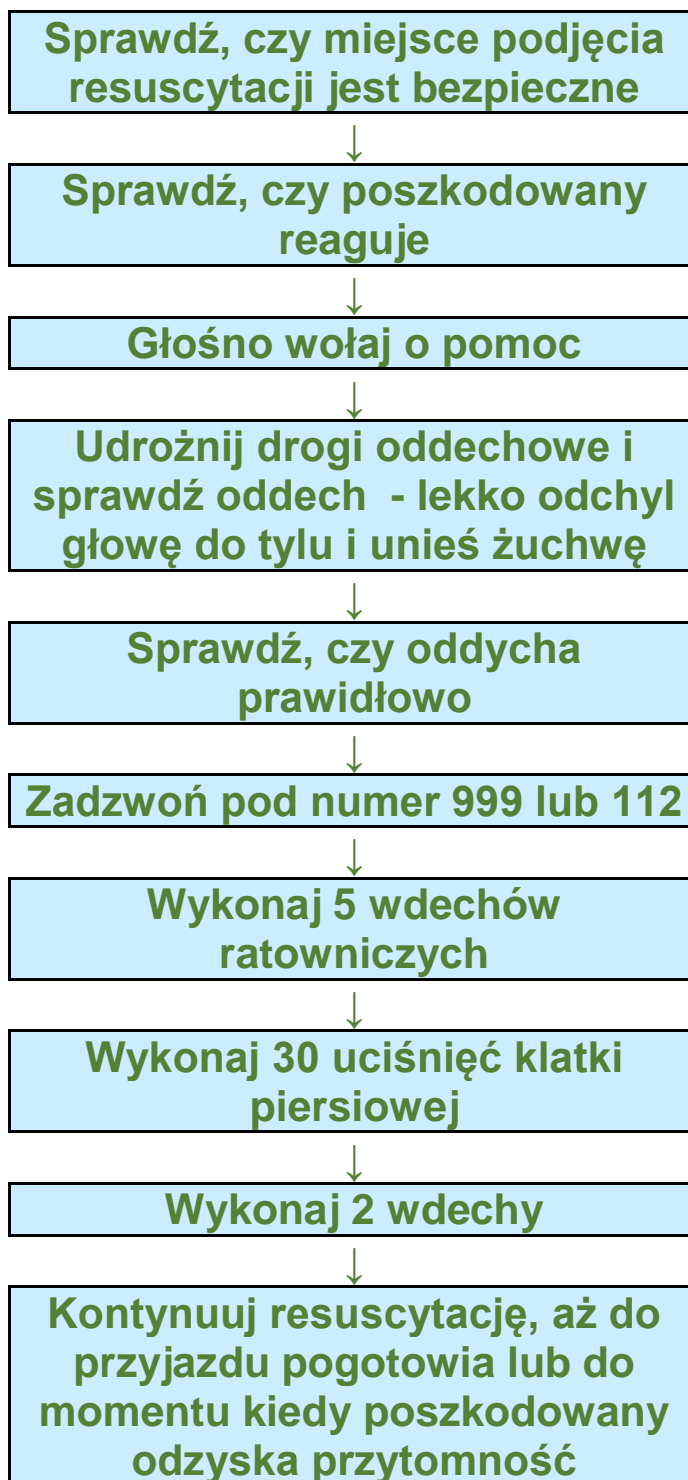 Sprawdź, czy miejsce podjęcia
resuscytacji jest bezpieczne
↓
Sprawdź, czy poszkodowany
reaguje
↓
Głośno wołaj o pomoc
↓
Udrożnij drogi oddechowe i
sprawdź oddech - lekko odchyl
głowę do tylu i unieś żuchwę
↓
Sprawdź, czy oddycha
prawidłowo
↓
Zadzwoń pod numer 999 lub 112
↓
Wykonaj 5 wdechów
ratowniczych
↓
Wykonaj 30 uciśnięć klatki
piersiowej
↓
Wykonaj 2 wdechy
↓
Kontynuuj resuscytację, aż do
przyjazdu pogotowia lub do
momentu kiedy poszkodowany
odzyska przytomność